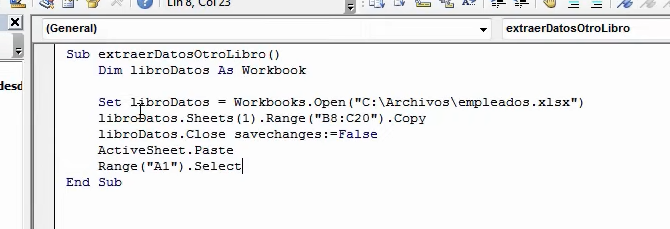 Lín 8, Col 23
(General)
extraerDatosOtroLibro
desd
Sub extraerDatosOtroLibro()
Dim libroDatos As Workbook
Set libroDatos = Workbooks.Open("C:\Archivos\empleados.xlsx")
libroDatos.Sheets(1).Range("B8:C20").Copy
libroDatos.Close savechanges:=False
ActiveSheet.Paste
Range("A1").Select
End Sub